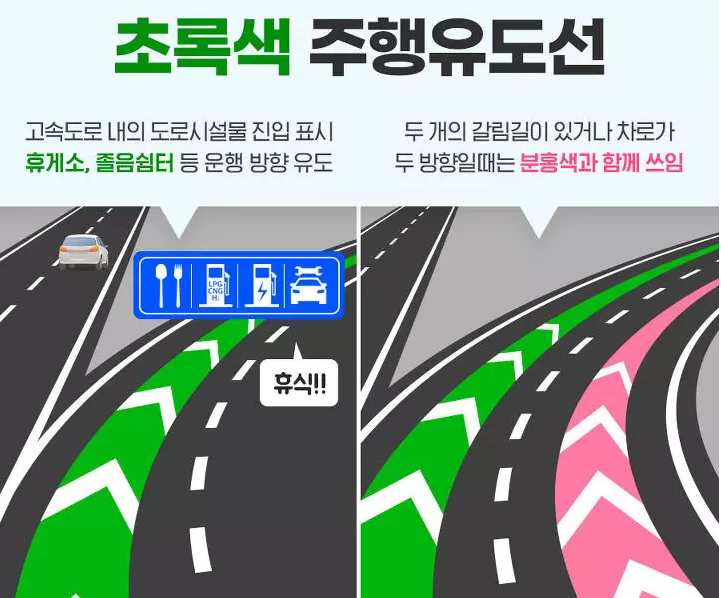 초록색 주행유도선
고속도로 내의 도로시설물 진입 표시
휴게소, 졸음쉼터 등 운행 방향 유도
두 개의 갈림길이 있거나 차로가
두 방향일때는 분홍색과 함께 쓰임
LPG
CNG
H₂
휴식!!